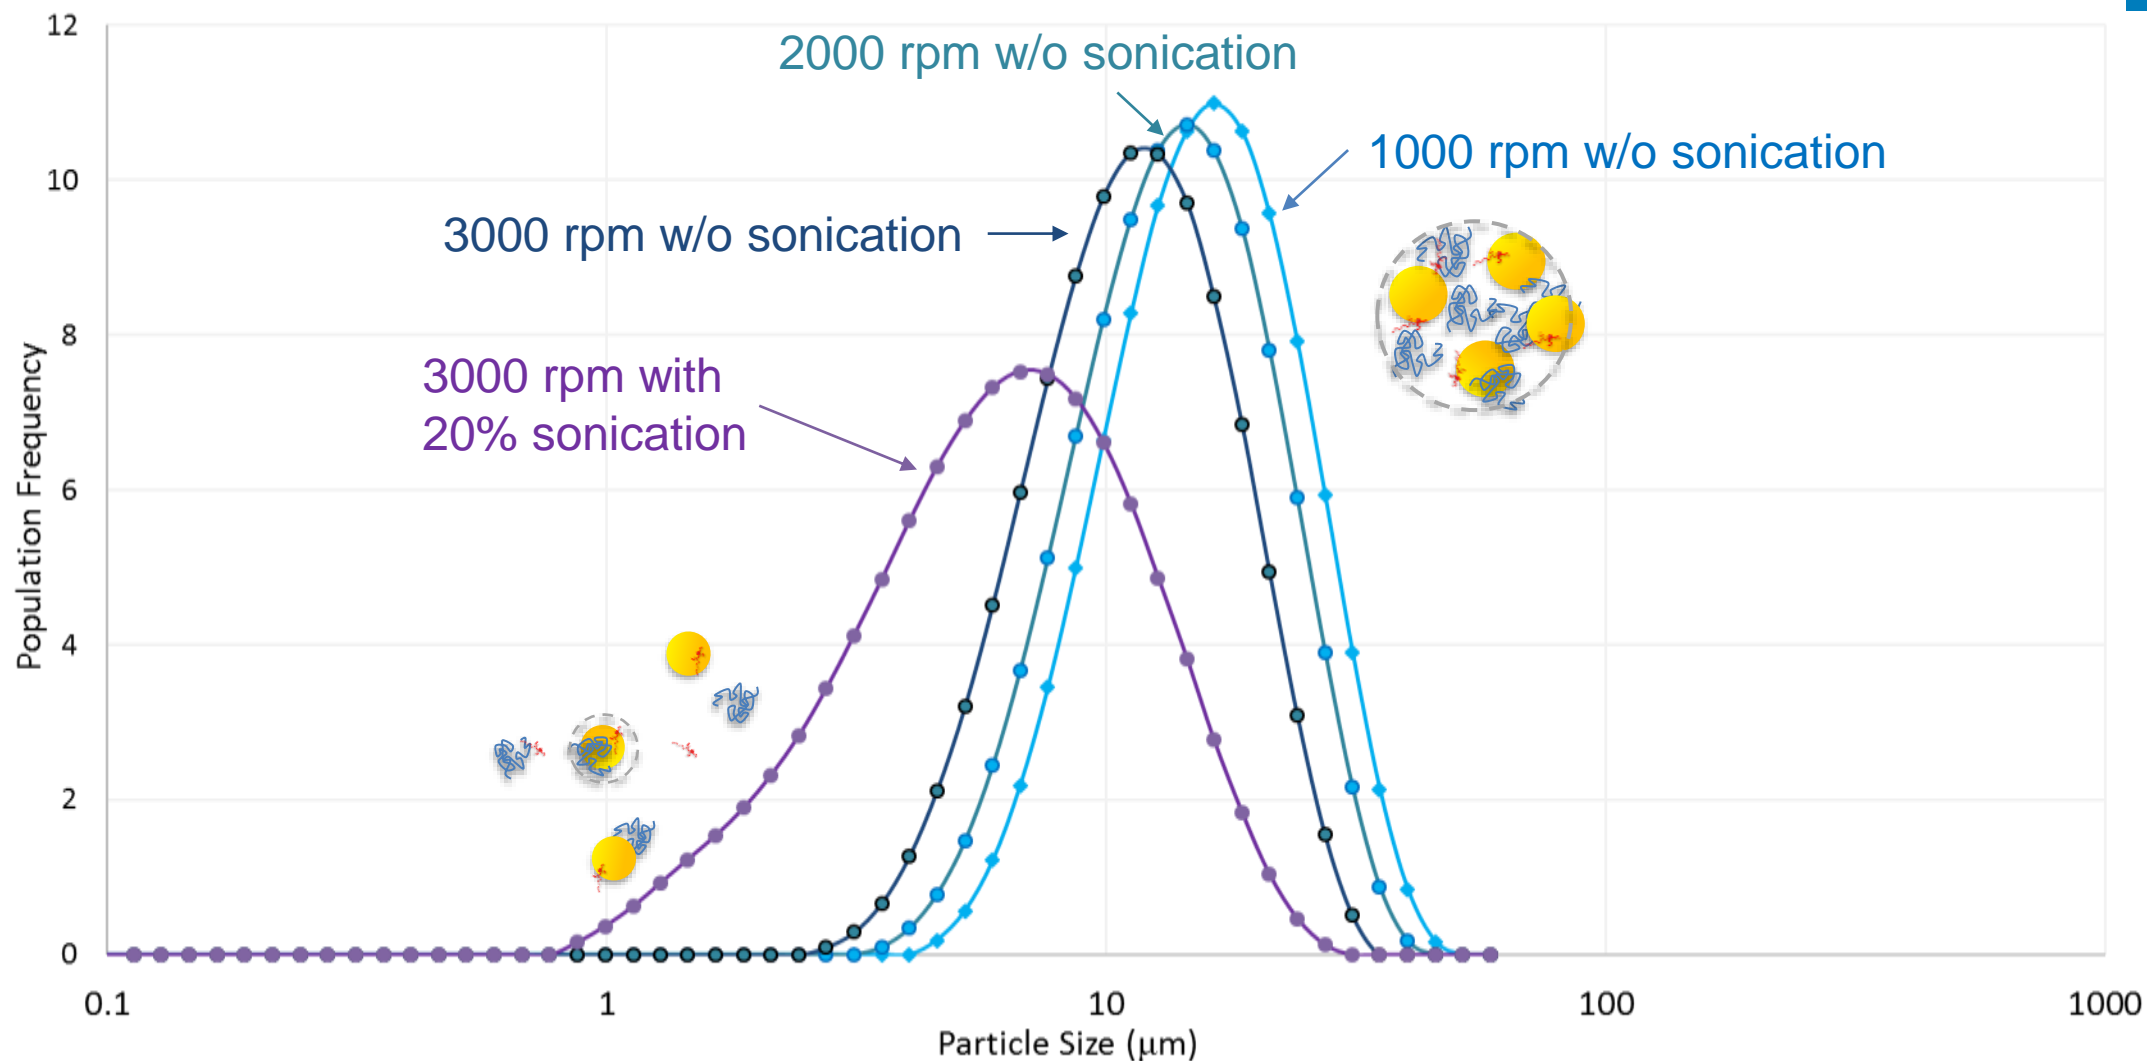 12
2000 rpm w/o sonication
1000 rpm w/o sonication
10
3000 rpm w/o sonication
8
3000 rpm with
20% sonication
6
4
2
0
Population Frequency
0.1
1
10
100
1000
Particle Size (μm)